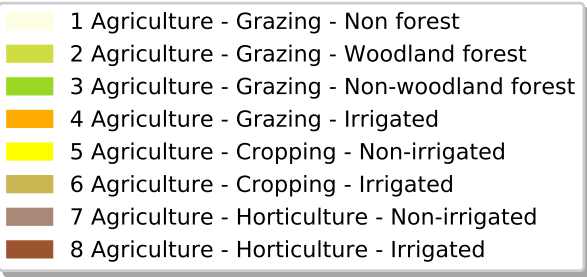 1 Agriculture - Grazing - Non forest
2 Agriculture - Grazing - Woodland forest
3 Agriculture - Grazing - Non-woodland forest
4 Agriculture - Grazing - Irrigated
5 Agriculture - Cropping - Non-irrigated
6 Agriculture - Cropping - Irrigated
7 Agriculture - Horticulture - Non-irrigated
8 Agriculture - Horticulture - Irrigated